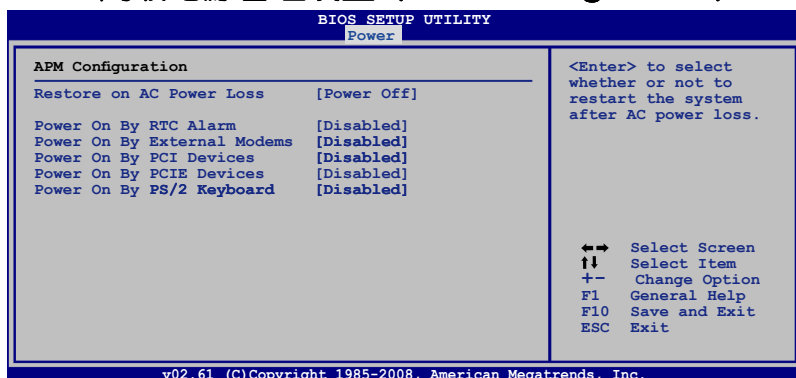 BIOS SETUP UTILITY
Power
APM Configuration
Restore on AC Power Loss [Power Off]
Power On By RTC Alarm [Disabled]
Power On By External Modems [Disabled]
Power On By PCI Devices [Disabled]
Power On By PCIE Devices [Disabled]
Power On By PS/2 Keyboard [Disabled]
<Enter> to select
whether or not to
restart the system
after AC power loss.
←→ Select Screen
↑↓ Select Item
+- Change Option
F1 General Help
F10 Save and Exit
ESC Exit
v02.61 (C)Copyright 1985-2008, American Megatrends, Inc.